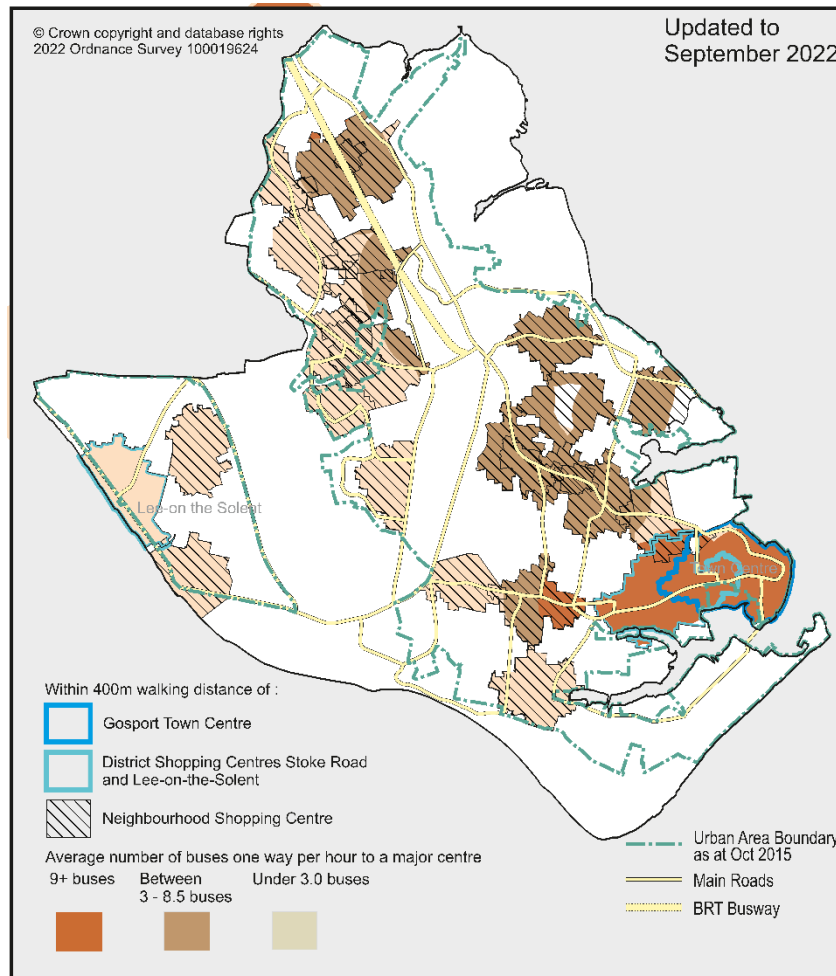 © Crown copyright and database rights
2022 Ordnance Survey 100019624
Updated to
September 2022
Lee-on the Solent
Town Centre
Within 400m walking distance of :
Gosport Town Centre
District Shopping Centres Stoke Road
and Lee-on-the-Solent
Neighbourhood Shopping Centre
Average number of buses one way per hour to a major centre
9+ buses
Between
3 - 8.5 buses
Under 3.0 buses
Urban Area Boundary
as at Oct 2015
Main Roads
BRT Busway